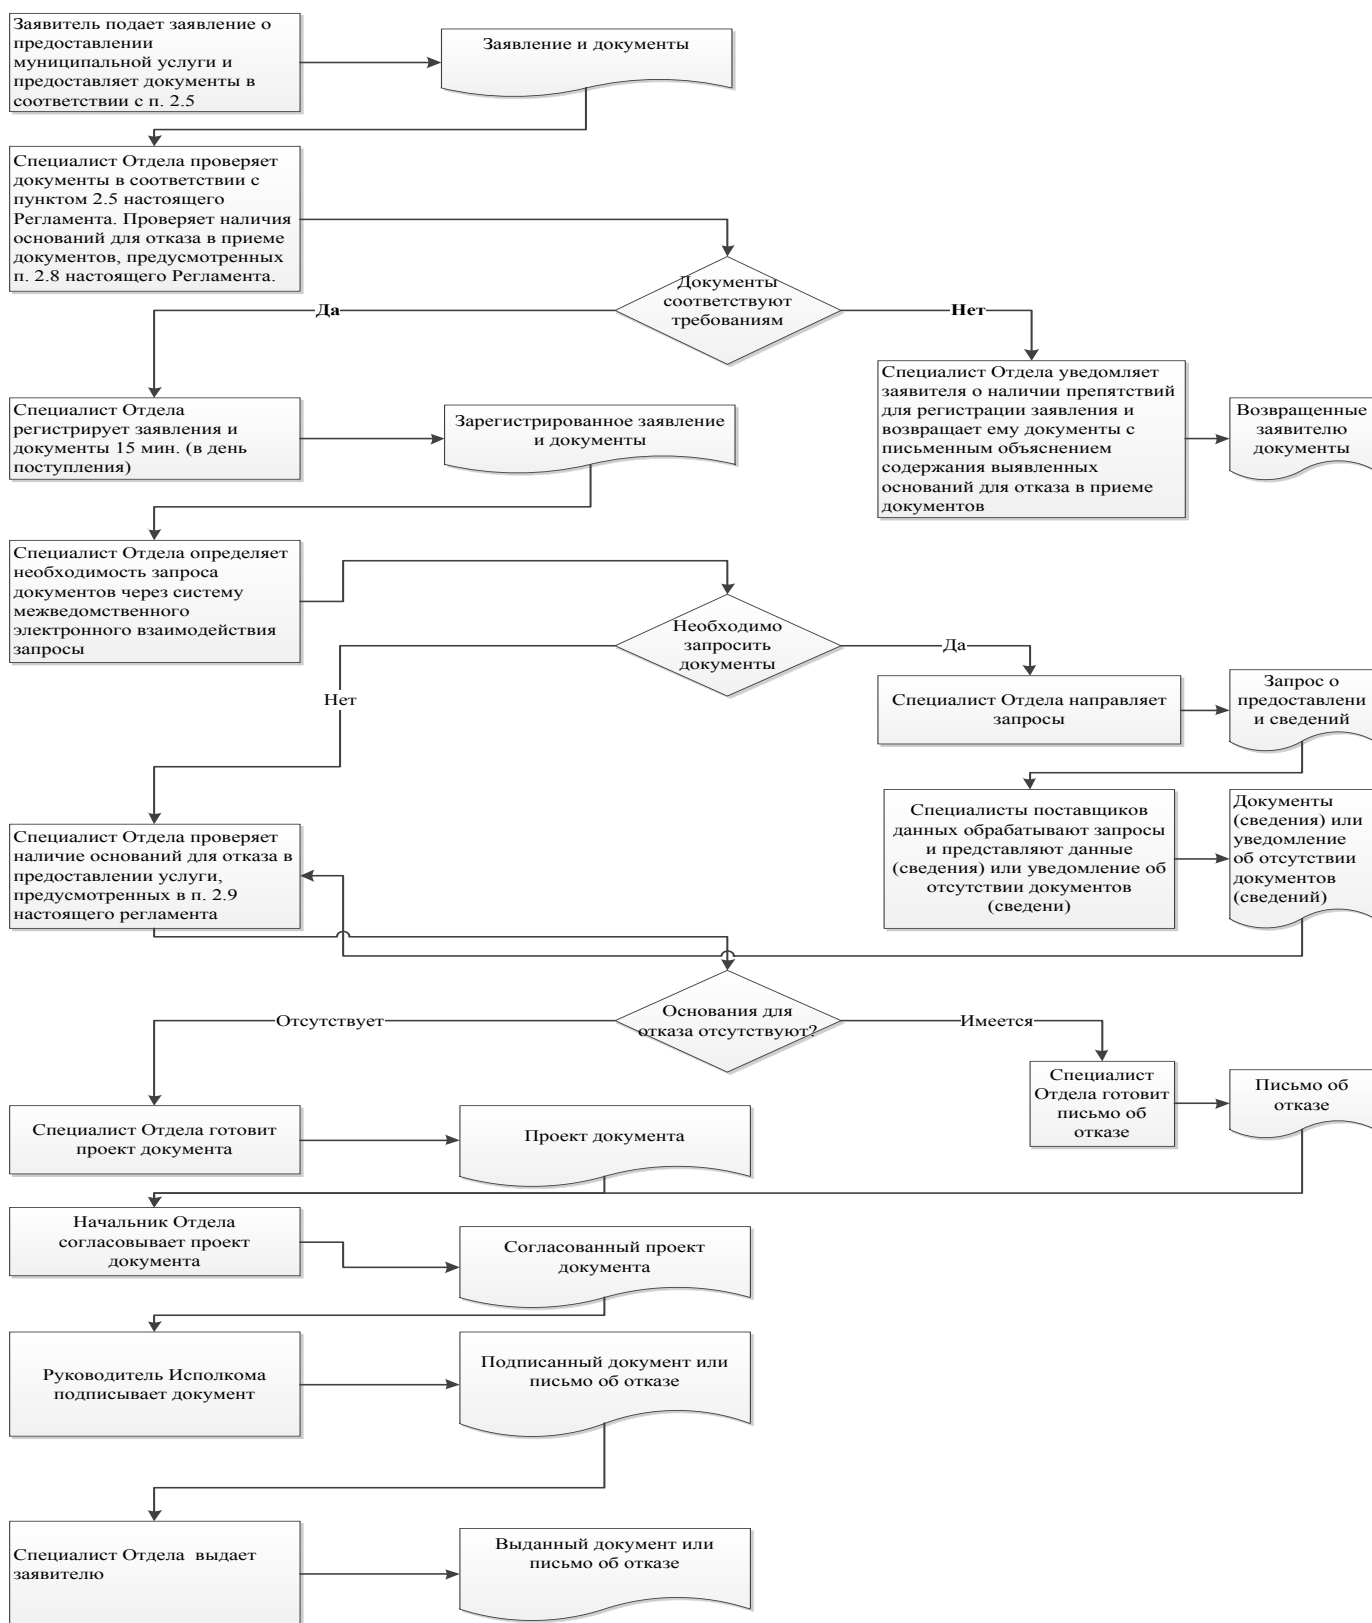 Заявитель подает заявление о
предоставлении
муниципальной услуги и
предоставляет документы в
соответствии с п. 2.5
Заявление и документы
Специалист Отдела проверяет
документы в соответствии с
пунктом 2.5 настоящего
Регламента. Проверяет наличия
оснований для отказа в приеме
документов, предусмотренных
п. 2.8 настоящего Регламента.
Документы
соответствуют
требованиям
Да
Нет
Специалист Отдела
регистрирует заявления и
документы 15 мин. (в день
поступления)
Зарегистрированное заявление
и документы
Специалист Отдела уведомляет
заявителя о наличии препятствий
для регистрации заявления и
возвращает ему документы с
письменным объяснением
содержания выявленных
оснований для отказа в приеме
документов
Возвращенные
заявителю
документы
Специалист Отдела определяет
необходимость запроса
документов через систему
межведомственного
электронного взаимодействия
запросы
Необходимо
запросить
документы
Да
Нет
Специалист Отдела направляет
запросы
Запрос о
предоставлени
и сведений
Специалисты поставщиков
данных обрабатывают запросы
и представляют данные
(сведения) или уведомление об
отсутствии документов
(сведени)
Документы
(сведения) или
уведомление
об отсутствии
документов
(сведений)
Специалист Отдела проверяет
наличие оснований для отказа в
предоставлении услуги,
предусмотренных в п. 2.9
настоящего регламента
Основания для
отказа отсутствуют?
Отсутствует
Имеется
Специалист
Отдела готовит
письмо об
отказе
Письмо об
отказе
Специалист Отдела готовит
проект документа
Проект документа
Начальник Отдела
согласовывает проект
документа
Согласованный проект
документа
Руководитель Исполкома
подписывает документ
Подписанный документ или
письмо об отказе
Специалист Отдела  выдает
заявителю
Выданный документ или
письмо об отказе